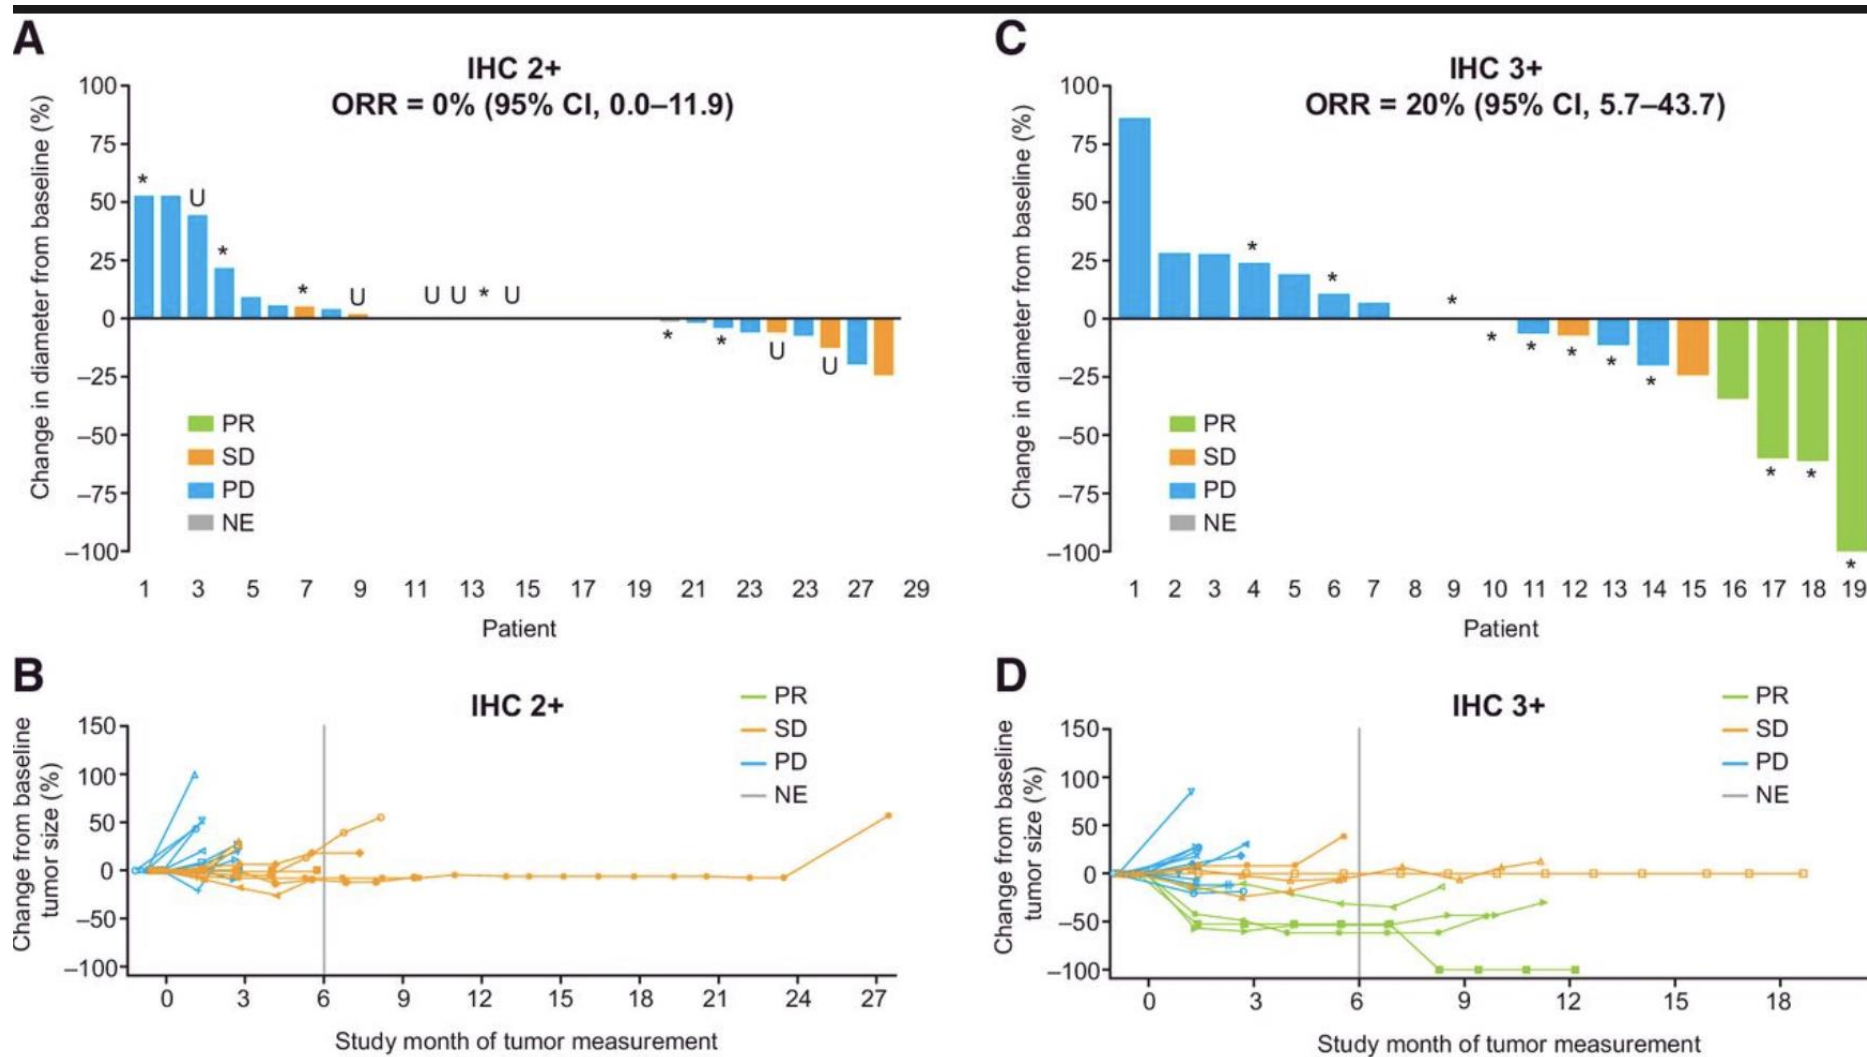 A
IHC 2+
ORR = 0% (95% CI, 0.0–11.9)
Change in diameter from baseline (%)
100
75
50
25
0
–25
–50
–75
–100
* U * * U U U * U
* * U U
PR
SD
PD
NE
1 3 5 7 9 11 13 15 17 19 21 23 23 27 29
Patient
C
IHC 3+
ORR = 20% (95% CI, 5.7–43.7)
Change in diameter from baseline (%)
100
75
50
25
0
–25
–50
–75
–100
* * *
* * * * * * * *
PR
SD
PD
NE
1 2 3 4 5 6 7 8 9 10 11 12 13 14 15 16 17 18 19
Patient
B
IHC 2+
Change from baseline
tumor size (%)
150
100
50
0
–50
–100
PR
SD
PD
NE
0 3 6 9 12 15 18 21 24 27
Study month of tumor measurement
D
IHC 3+
Change from baseline
tumor size (%)
150
100
50
0
–50
–100
PR
SD
PD
NE
0 3 6 9 12 15 18
Study month of tumor measurement